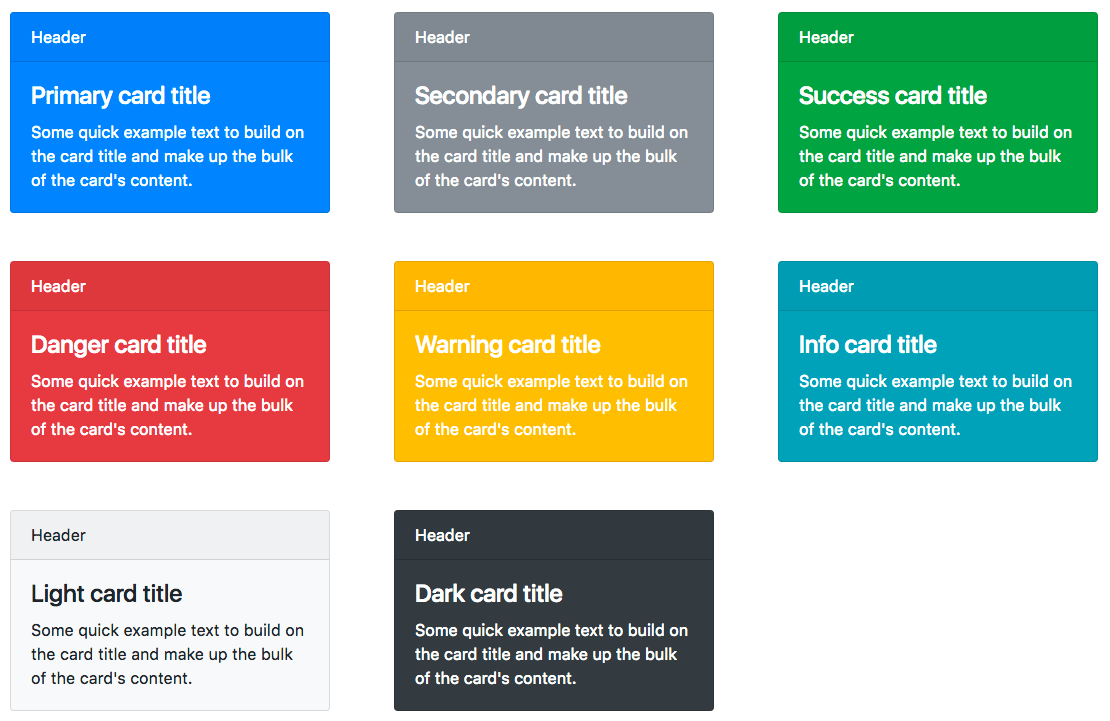 Header
Primary card title
Some quick example text to build on
the card title and make up the bulk
of the card's content.
Header
Secondary card title
Some quick example text to build on
the card title and make up the bulk
of the card's content.
Header
Success card title
Some quick example text to build on
the card title and make up the bulk
of the card's content.
Header
Danger card title
Some quick example text to build on
the card title and make up the bulk
of the card's content.
Header
Warning card title
Some quick example text to build on
the card title and make up the bulk
of the card's content.
Header
Info card title
Some quick example text to build on
the card title and make up the bulk
of the card's content.
Header
Light card title
Some quick example text to build on
the card title and make up the bulk
of the card's content.
Header
Dark card title
Some quick example text to build on
the card title and make up the bulk
of the card's content.